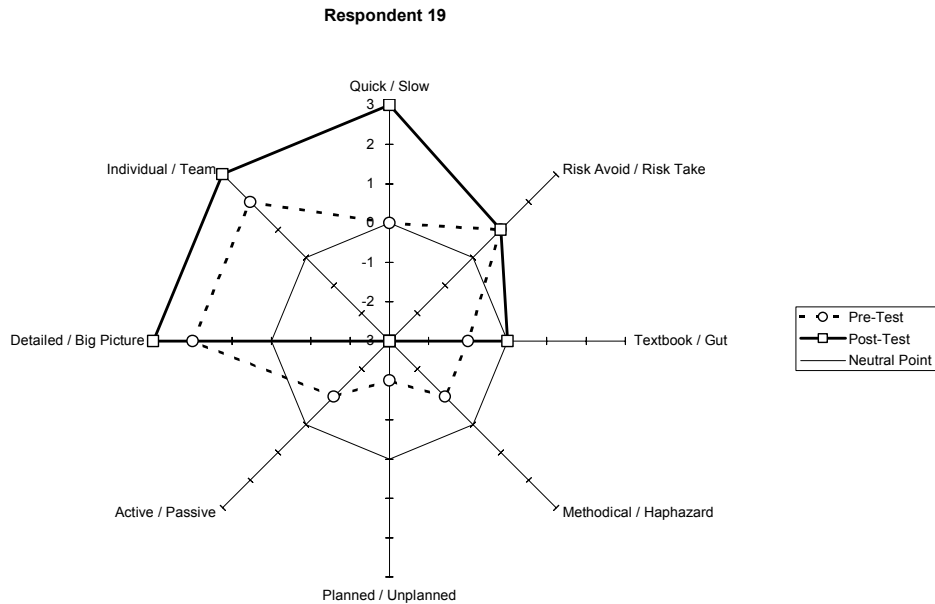 Respondent 19
Quick / Slow
3
Individual / Team
Risk Avoid / Risk Take
2
1
0
-1
-2
Detailed / Big Picture
3
Textbook / Gut
Pre-Test
Post-Test
Neutral Point
Active / Passive
Methodical / Haphazard
Planned / Unplanned